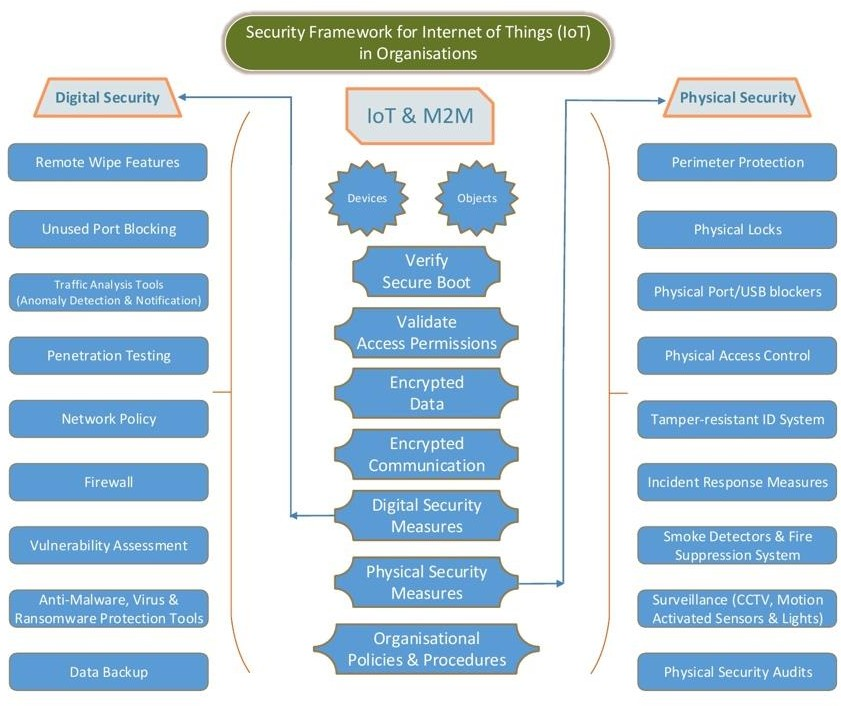 Security Framework for Internet of Things (IoT)
in Organisations
Digital Security
Remote Wipe Features
Unused Port Blocking
Traffic Analysis Tools
(Anomaly Detection & Notification)
Penetration Testing
Network Policy
Firewall
Vulnerability Assessment
Anti-Malware, Virus &
Ransomware Protection Tools
Data Backup
IoT & M2M
Devices
Objects
Verify
Secure Boot
Validate
Access Permissions
Encrypted
Data
Encrypted
Communication
Digital Security
Measures
Physical Security
Measures
Organisational
Policies & Procedures
Physical Security
Perimeter Protection
Physical Locks
Physical Port/USB blockers
Physical Access Control
Tamper-resistant ID System
Incident Response Measures
Smoke Detectors & Fire
Suppression System
Surveillance (CCTV, Motion
Activated Sensors & Lights)
Physical Security Audits